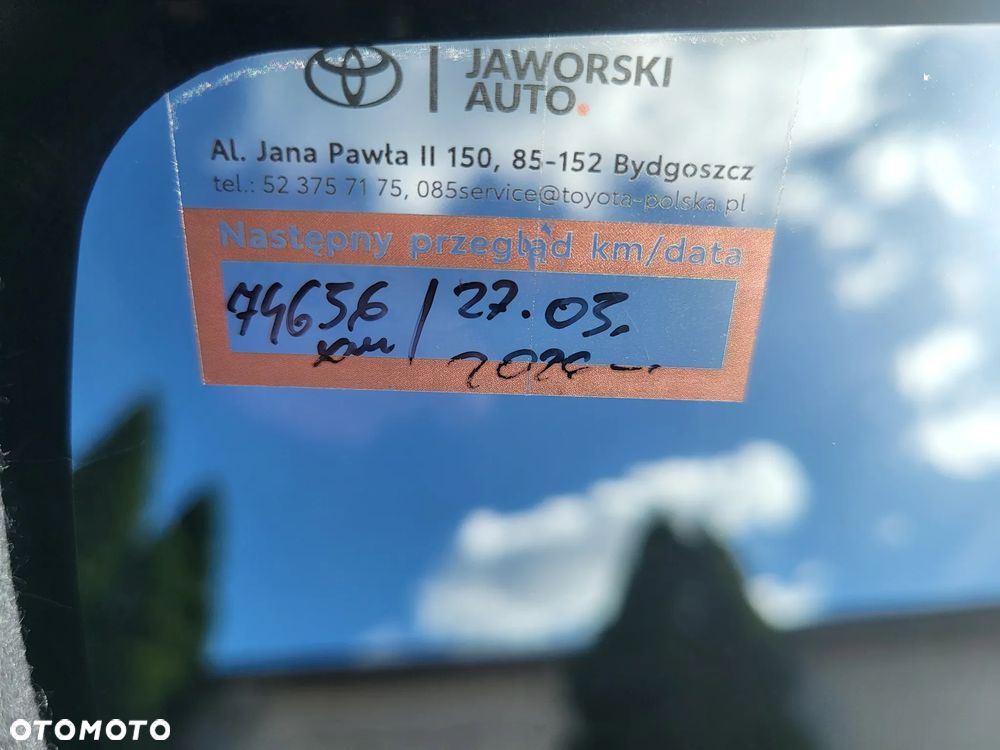 JAWORSKI
AUTO.
Al. Jana Pawła II 150, 85-152 Bydgoszcz
tel.: 52 375 71 75, 085service@toyota-polska.pl
Następny przegląd km/data
74656 / 27.03.
km
OTOMOTO